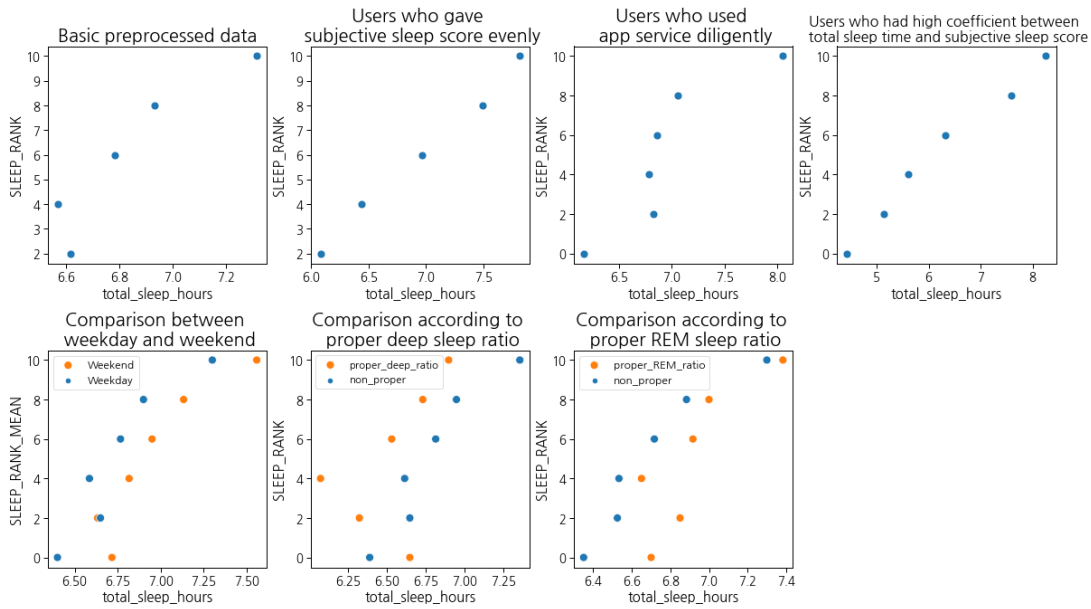 Basic preprocessed data
SLEEP_RANK
10
9
8
7
6
5
4
3
2
6.6
6.8
7.0
7.2
total_sleep_hours
Users who gave
subjective sleep score evenly
SLEEP_RANK
10
9
8
7
6
5
4
3
2
6.0
6.5
7.0
7.5
total_sleep_hours
Users who used
app service diligently
SLEEP_RANK
10
8
6
4
2
0
6.5
7.0
7.5
8.0
total_sleep_hours
Users who had high coefficient between
total sleep time and subjective sleep score
SLEEP_RANK
10
8
6
4
2
0
5
6
7
8
total_sleep_hours
Comparison between
weekday and weekend
Weekend
Weekday
SLEEP_RANK_MEAN
10
8
6
4
2
0
6.50
6.75
7.00
7.25
7.50
total_sleep_hours
Comparison according to
proper deep sleep ratio
proper_deep_ratio
non_proper
SLEEP_RANK
10
8
6
4
2
0
6.25
6.50
6.75
7.00
7.25
total_sleep_hours
Comparison according to
proper REM sleep ratio
proper_REM_ratio
non_proper
SLEEP_RANK
10
8
6
4
2
0
6.4
6.6
6.8
7.0
7.2
7.4
total_sleep_hours